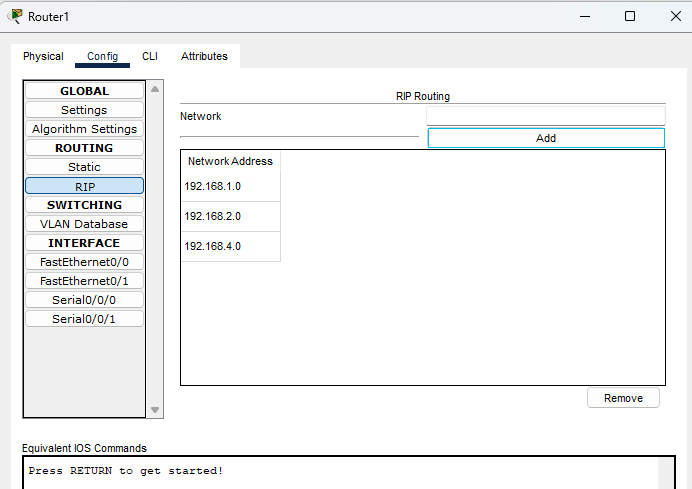 Router1
Physical Config CLI Attributes
GLOBAL
Settings
Algorithm Settings
ROUTING
Static
RIP
SWITCHING
VLAN Database
INTERFACE
FastEthernet0/0
FastEthernet0/1
Serial0/0/0
Serial0/0/1
RIP Routing
Network
Add
Network Address
192.168.1.0
192.168.2.0
192.168.4.0
Remove
Equivalent IOS Commands
Press RETURN to get started!